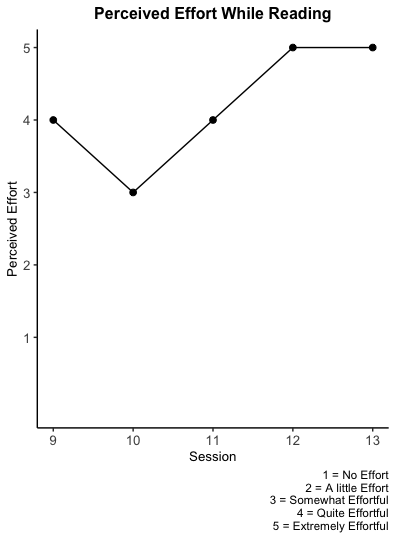 Perceived Effort While Reading
5
4
3
2
1
Perceived Effort
9 10 11 12 13
Session
1 = No Effort
2 = A little Effort
3 = Somewhat Effortful
4 = Quite Effortful
5 = Extremely Effortful